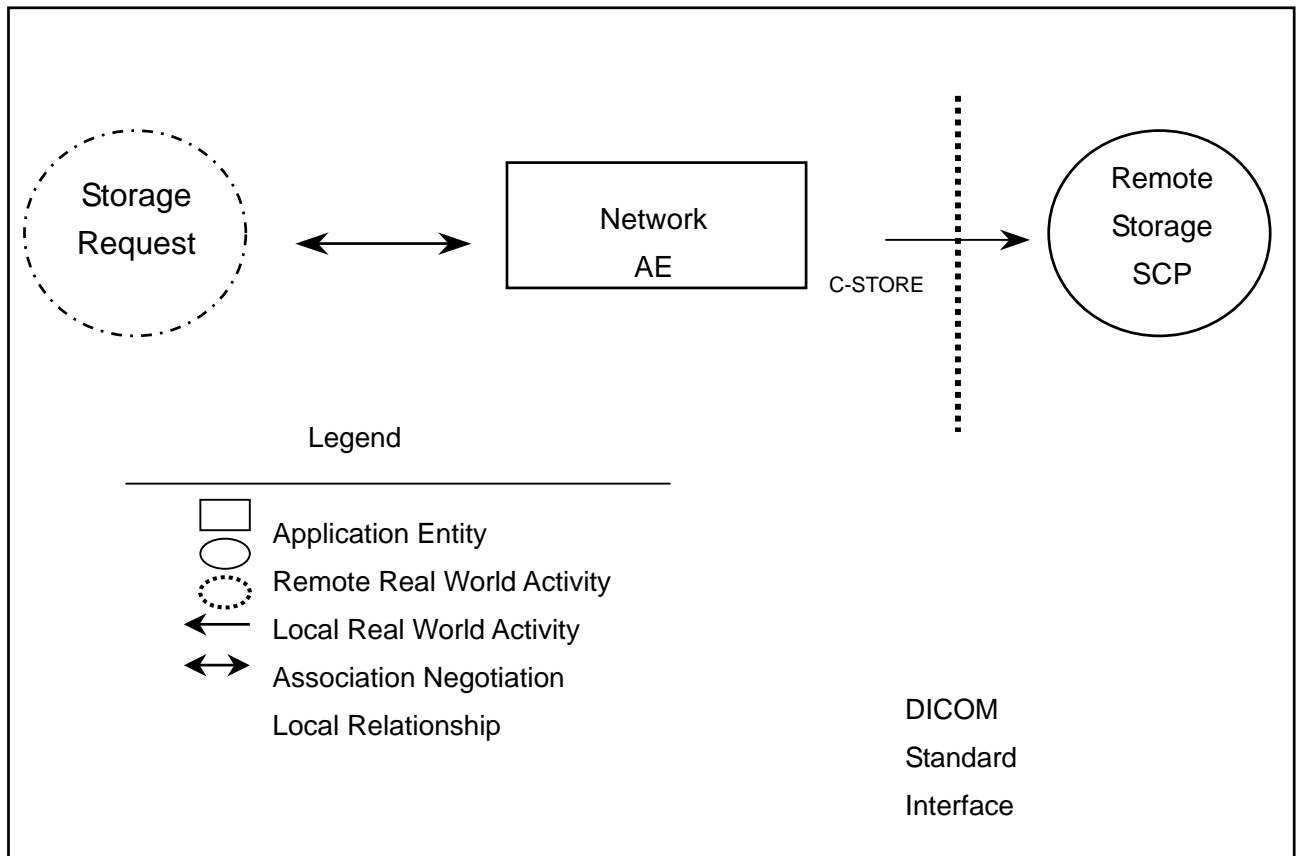 Storage
Request
Network
AE
C-STORE
Remote
Storage
SCP
Legend
Application Entity
Remote Real World Activity
Local Real World Activity
Association Negotiation
Local Relationship
DICOM
Standard
Interface